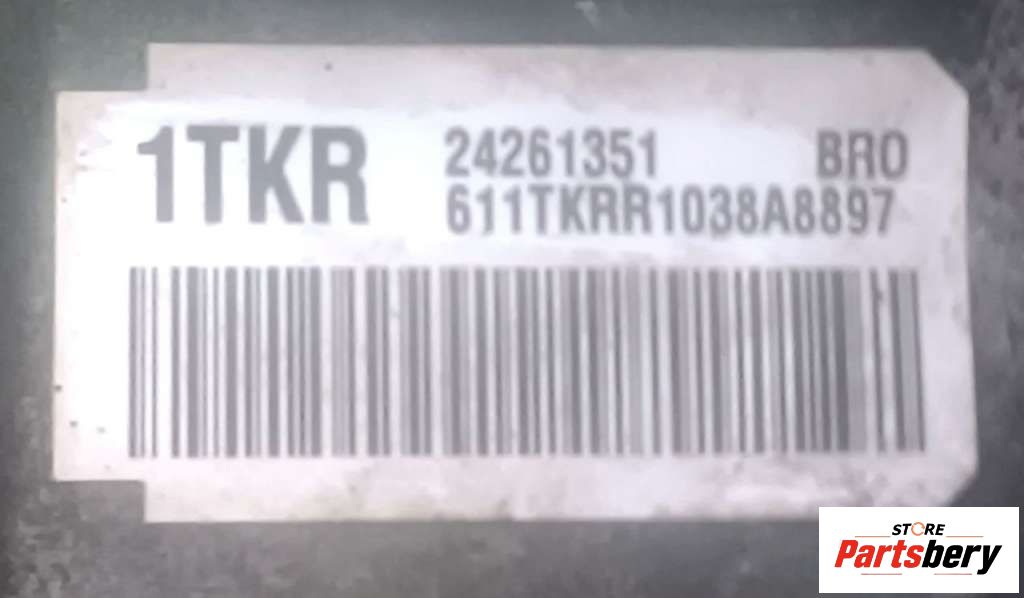 1TKR
24261351 BRO
611TKRR1038A8897
STORE
Partsbery